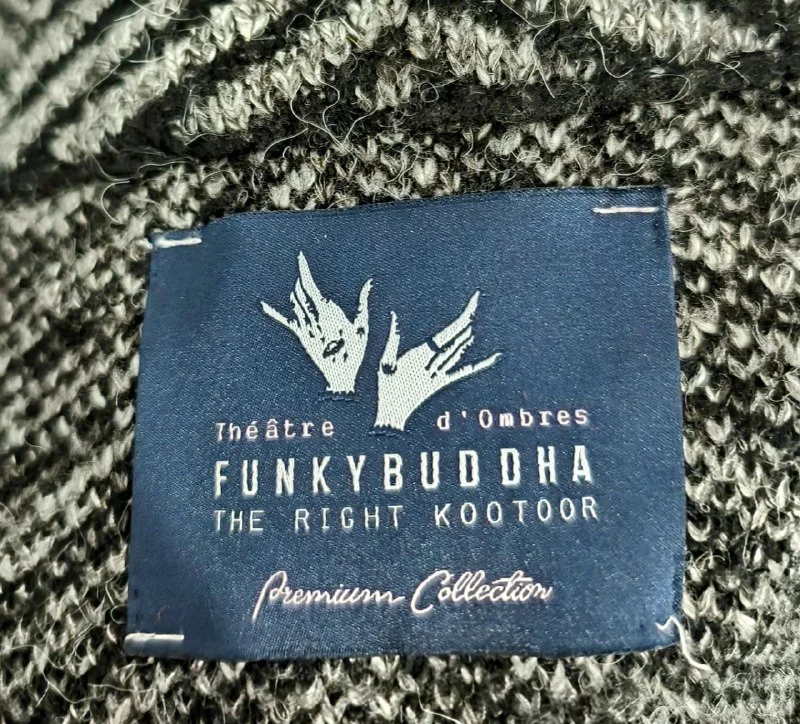 Théâtre d'Ombres
FUNKYBUDDHA
THE RIGHT KOOTOOR
Premium Collection